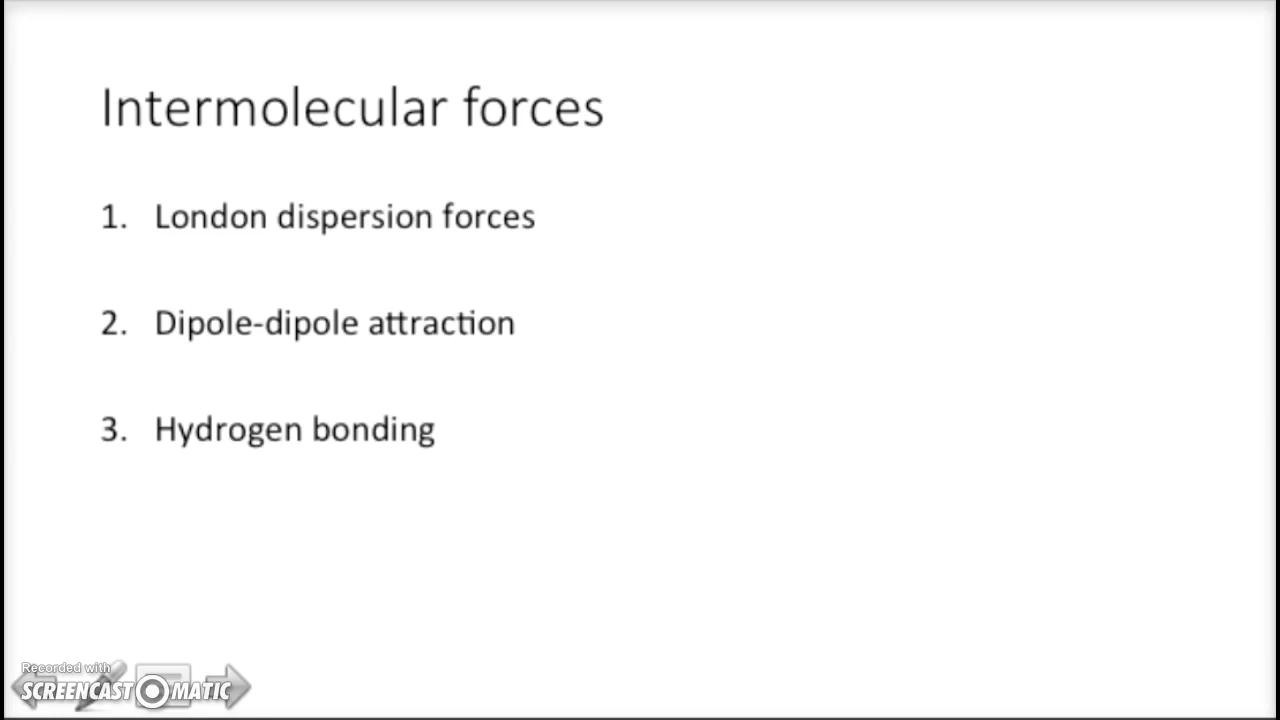 Intermolecular forces
1. London dispersion forces
2. Dipole-dipole attraction
3. Hydrogen bonding
Recorded with
SCREENCAST MATIC